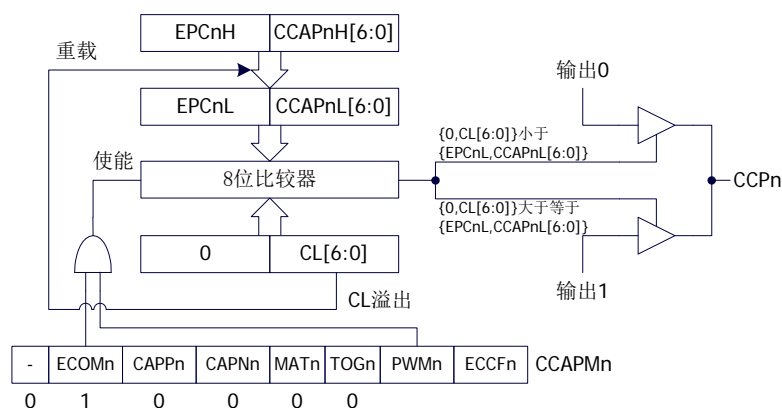 EPCnH CCAPnH[6:0]
重载
输出0
EPCnL CCAPnL[6:0]
{0,CL[6:0]}小于
{EPCnL,CCAPnL[6:0]}
使能
8位比较器
CCPn
{0,CL[6:0]}大于等于
{EPCnL,CCAPnL[6:0]}
0 CL[6:0]
输出1
CL溢出
- ECOMn CAPPn CAPNn MATn TOGn PWMn ECCFn CCAPMn
0 1 0 0 0 0